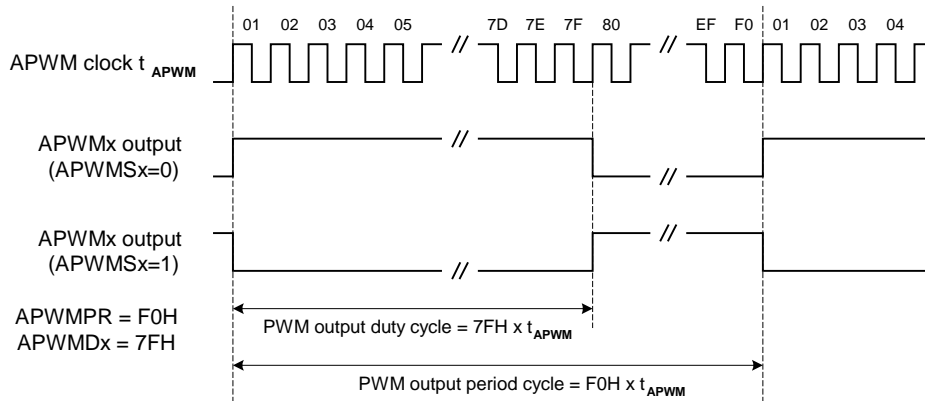 01 02 03 04 05 7D 7E 7F 80 EF F0 01 02 03 04
APWM clock t APWM
APWMx output
(APWMSx=0)
APWMx output
(APWMSx=1)
APWMPR = F0H
APWMDx = 7FH
PWM output duty cycle = 7FH x tAPWM
PWM output period cycle = F0H x tAPWM